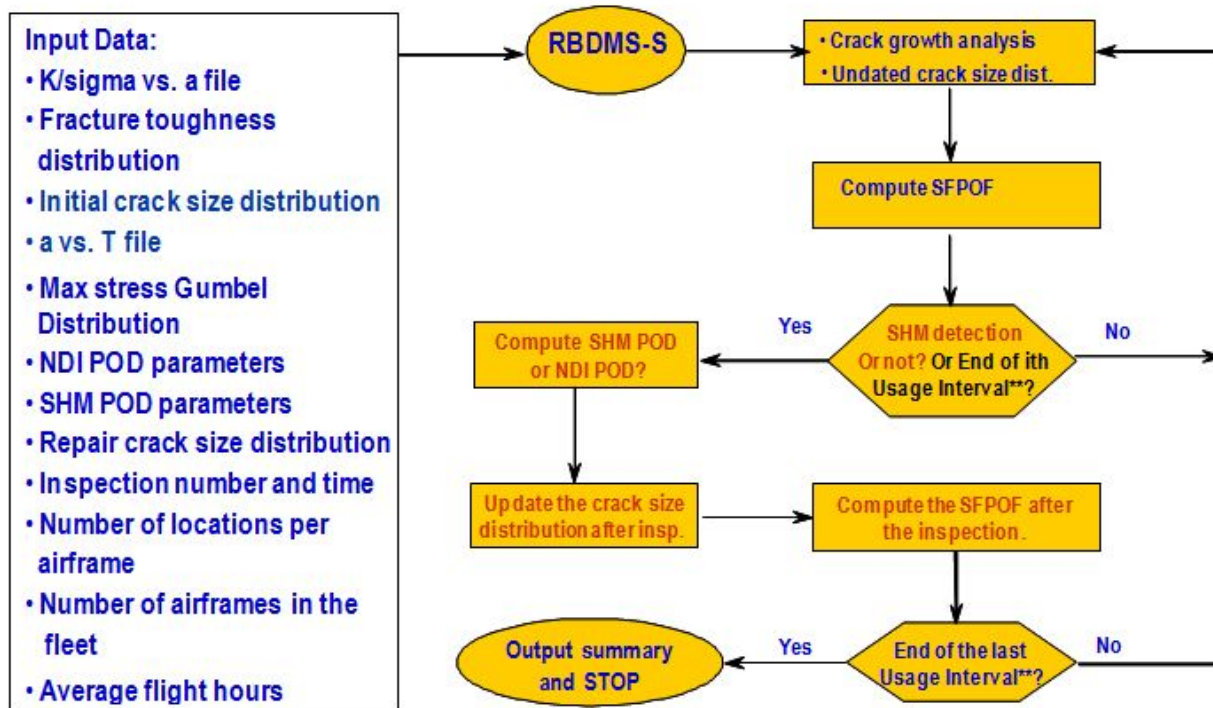 Input Data:
• K/sigma vs. a file
• Fracture toughness
distribution
• Initial crack size distribution
• a vs. T file
• Max stress Gumbel
Distribution
• NDI POD parameters
• SHM POD parameters
• Repair crack size distribution
• Inspection number and time
• Number of locations per
airframe
• Number of airframes in the
fleet
• Average flight hours
RBDMS-S
• Crack growth analysis
• Undated crack size dist.
Compute SFPOF
SHM detection
Or not? Or End of ith
Usage Interval**?
Yes
No
Compute SHM POD
or NDI POD?
Update the crack size
distribution after insp.
Compute the SFPOF after
the inspection.
End of the last
Usage Interval**?
Yes
No
Output summary
and STOP